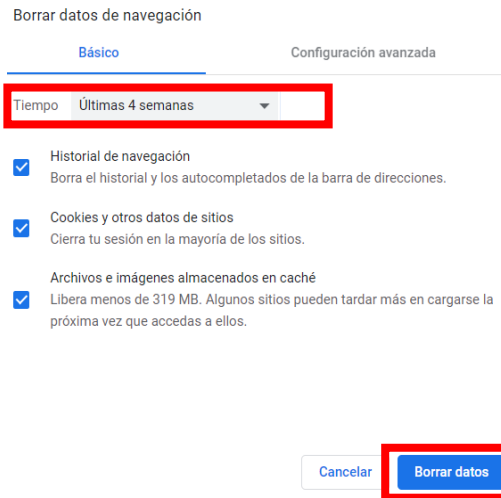 Borrar datos de navegación
Básico
Configuración avanzada
Tiempo Últimas 4 semanas
Historial de navegación
Borra el historial y los autocompletados de la barra de direcciones.
Cookies y otros datos de sitios
Cierra tu sesión en la mayoría de los sitios.
Archivos e imágenes almacenados en caché
Libera menos de 319 MB. Algunos sitios pueden tardar más en cargarse la
próxima vez que accedas a ellos.
Cancelar
Borrar datos